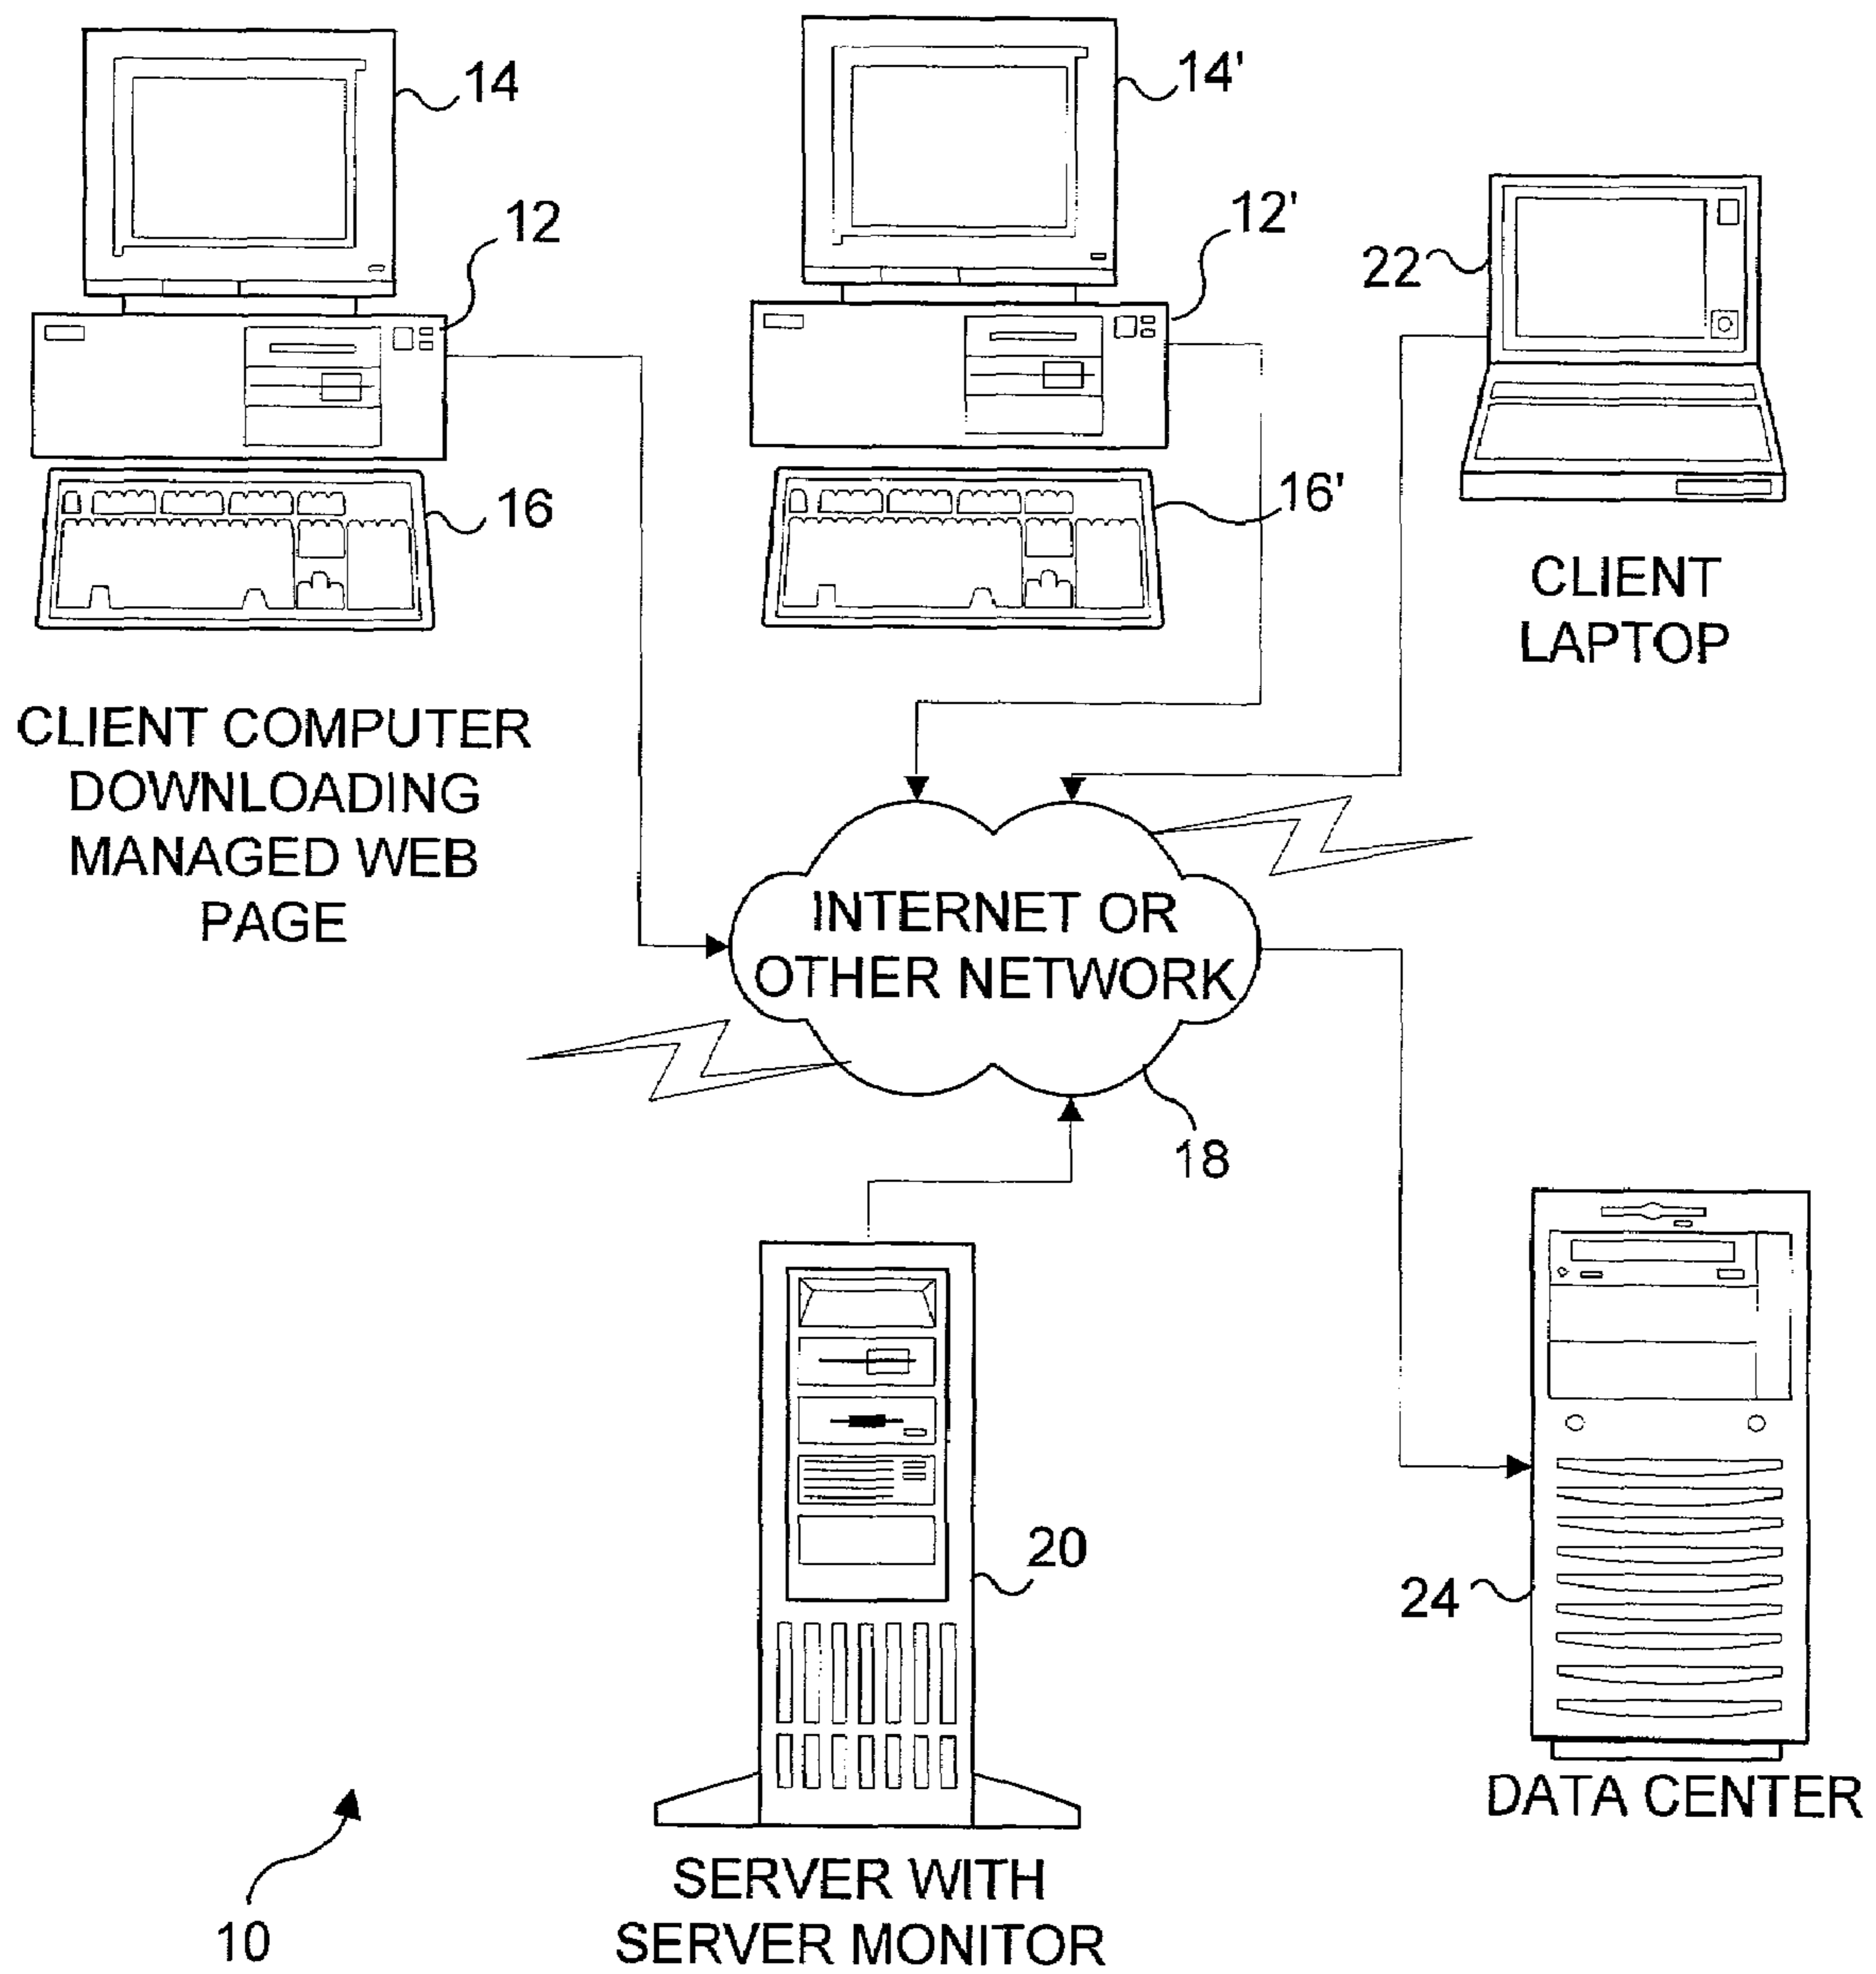 14
14'
12
12'
22
16
16'
CLIENT
LAPTOP
CLIENT COMPUTER
DOWNLOADING
MANAGED WEB
PAGE
INTERNET OR
OTHER NETWORK
18
20
24
DATA CENTER
SERVER WITH
SERVER MONITOR
10